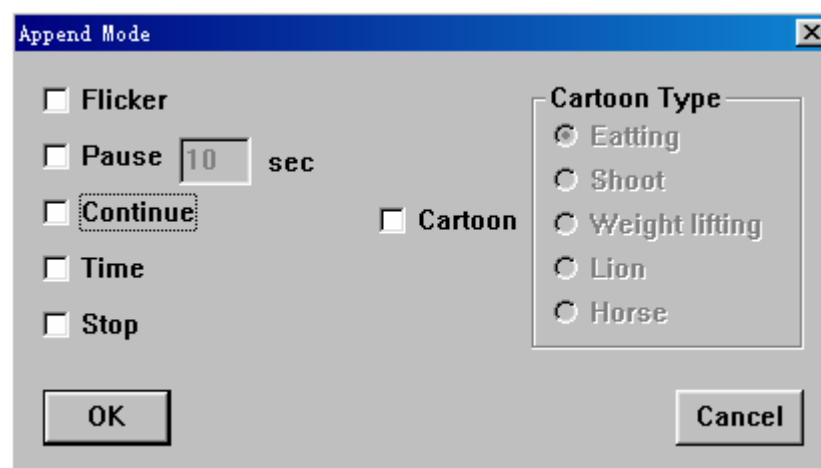 Append Mode
Flicker
Pause 10 sec
Continue
Time
Stop
Cartoon
Cartoon Type
Eatting
Shoot
Weight lifting
Lion
Horse
OK
Cancel